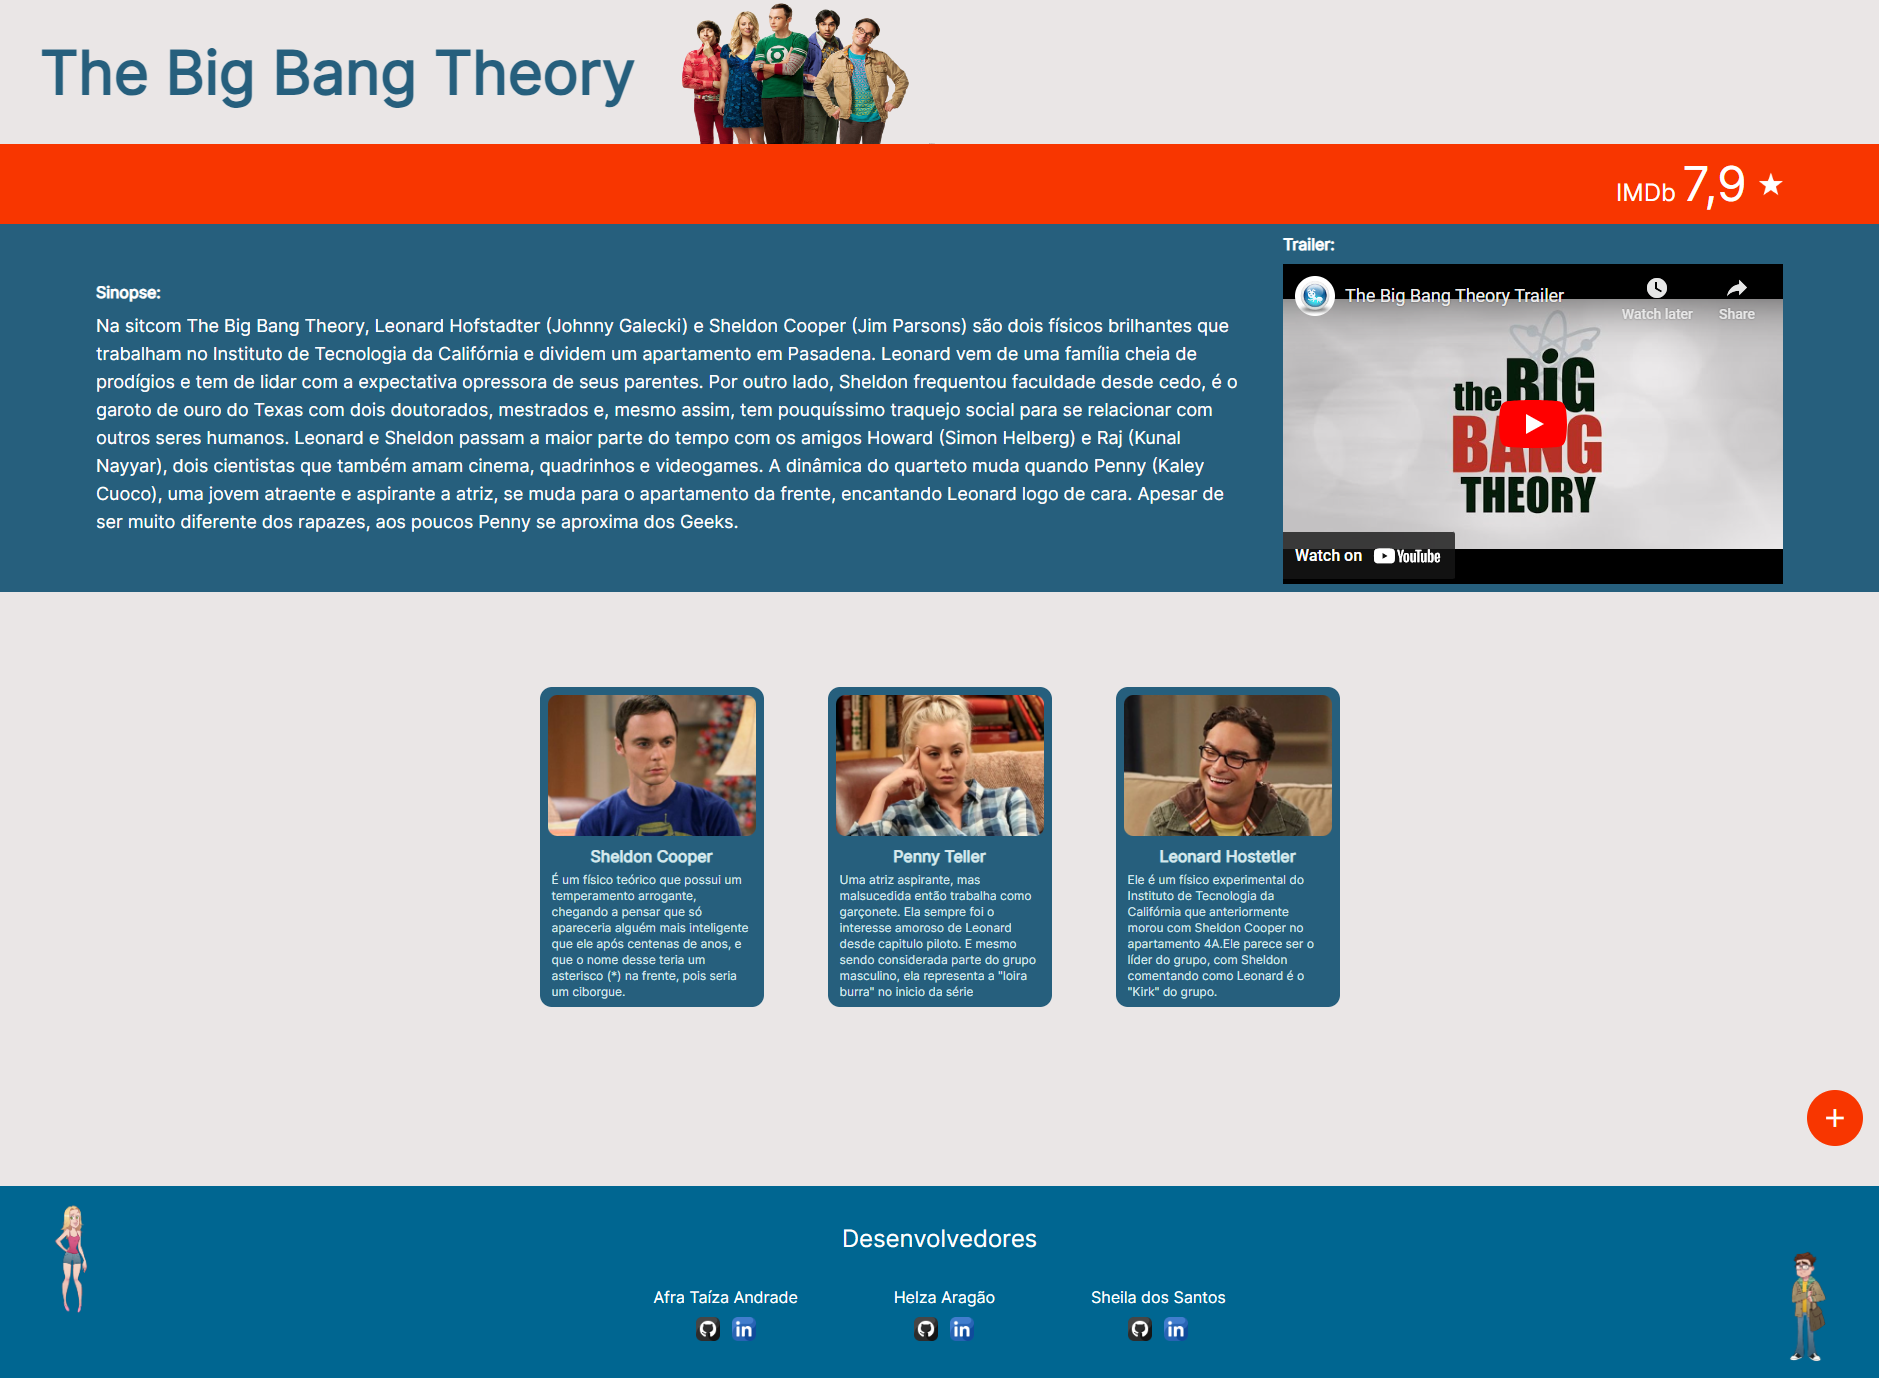 The Big Bang Theory
IMDb 7,9 ★
Sinopse:
Na sitcom The Big Bang Theory, Leonard Hofstadter (Johnny Galecki) e Sheldon Cooper (Jim Parsons) são dois físicos brilhantes que
trabalham no Instituto de Tecnologia da Califórnia e dividem um apartamento em Pasadena. Leonard vem de uma família cheia de
prodígios e tem de lidar com a expectativa opressora de seus parentes. Por outro lado, Sheldon frequentou faculdade desde cedo, é o
garoto de ouro do Texas com dois doutorados, mestrados e, mesmo assim, tem pouquíssimo traquejo social para se relacionar com
outros seres humanos. Leonard e Sheldon passam a maior parte do tempo com os amigos Howard (Simon Helberg) e Raj (Kunal
Nayyar), dois cientistas que também amam cinema, quadrinhos e videogames. A dinâmica do quarteto muda quando Penny (Kaley
Cuoco), uma jovem atraente e aspirante a atriz, se muda para o apartamento da frente, encantando Leonard logo de cara. Apesar de
ser muito diferente dos rapazes, aos poucos Penny se aproxima dos Geeks.
Trailer:
The Big Bang Theory Trailer
Watch later
Share
the BiG
BANG
THEORY
Watch on YouTube
Sheldon Cooper
É um físico teórico que possui um
temperamento arrogante,
chegando a pensar que só
apareceria alguém mais inteligente
que ele após centenas de anos, e
que o nome desse teria um
asterisco (*) na frente, pois seria
um ciborgue.
Penny Teller
Uma atriz aspirante, mas
malsucedida então trabalha como
garçonete. Ela sempre foi o
interesse amoroso de Leonard
desde capitulo piloto. E mesmo
sendo considerada parte do grupo
masculino, ela representa a "loira
burra" no inicio da série
Leonard Hostetler
Ele é um físico experimental do
Instituto de Tecnologia da
Califórnia que anteriormente
morou com Sheldon Cooper no
apartamento 4A.Ele parece ser o
líder do grupo, com Sheldon
comentando como Leonard é o
"Kirk" do grupo.
+
Desenvolvedores
Afra Taíza Andrade
in
Helza Aragão
in
Sheila dos Santos
in